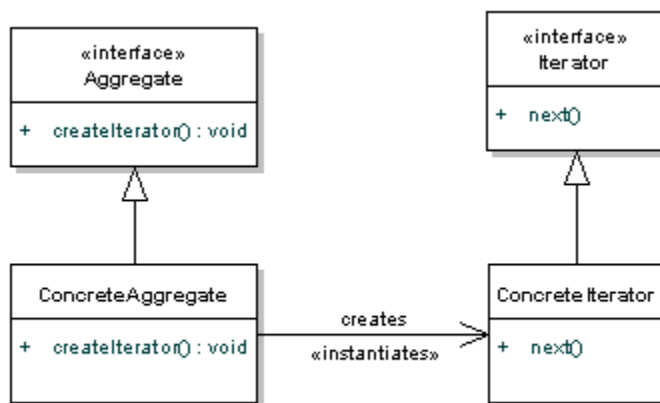 «interface»
Aggregate
+ createIterator() : void
«interface»
Iterator
+ next()
ConcreteAggregate
+ createIterator() : void
creates
«instantiates»
ConcreteIterator
+ next()